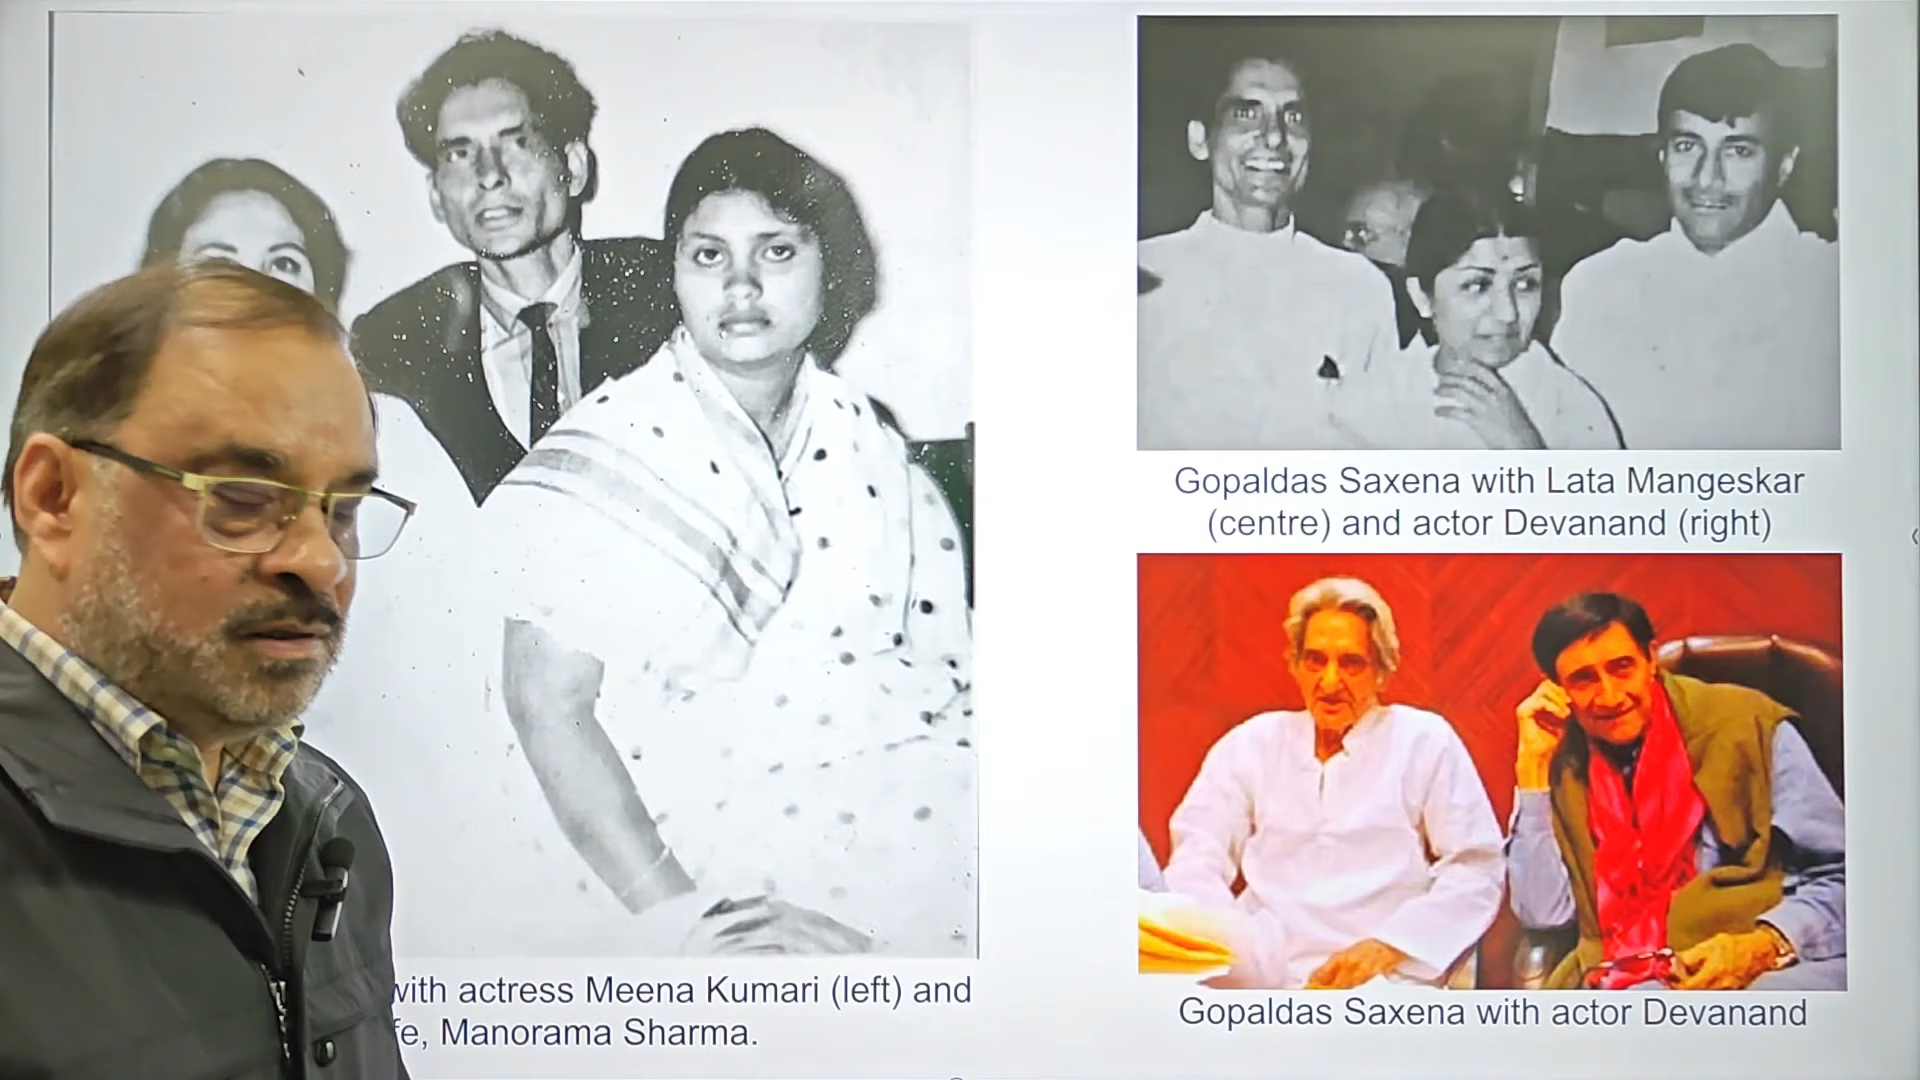 with actress Meena Kumari (left) and
fe, Manorama Sharma.
Gopaldas Saxena with Lata Mangeskar
(centre) and actor Devanand (right)
Gopaldas Saxena with actor Devanand